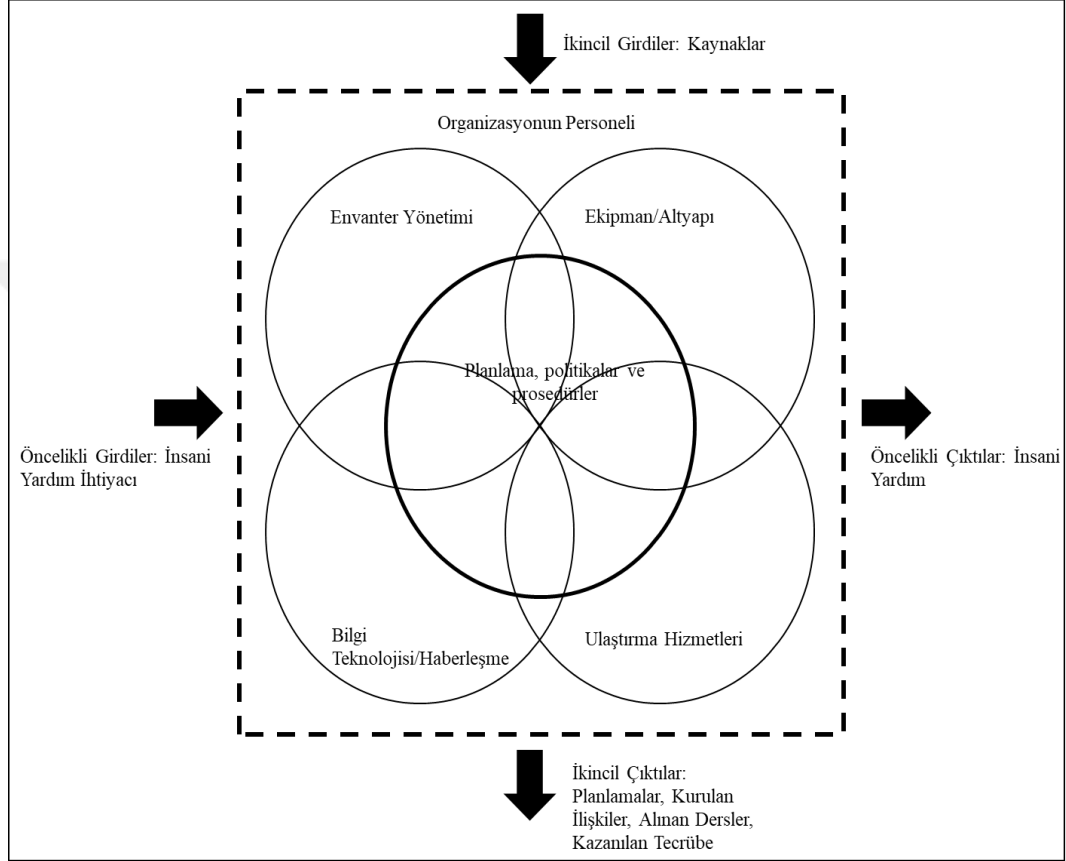 İkincil Girdiler: Kaynaklar
Organizasyonun Personeli
Envanter Yönetimi
Ekipman/Altyapı
Planlama, politikalar ve
prosedürler
Öncelikli Girdiler: İnsani
Yardım İhtiyacı
Öncelikli Çıktılar: İnsani
Yardım
Bilgi
Teknolojisi/Haberleşme
Ulaştırma Hizmetleri
İkincil Çıktılar:
Planlamalar, Kurulan
İlişkiler, Alınan Dersler,
Kazanılan Tecrübe